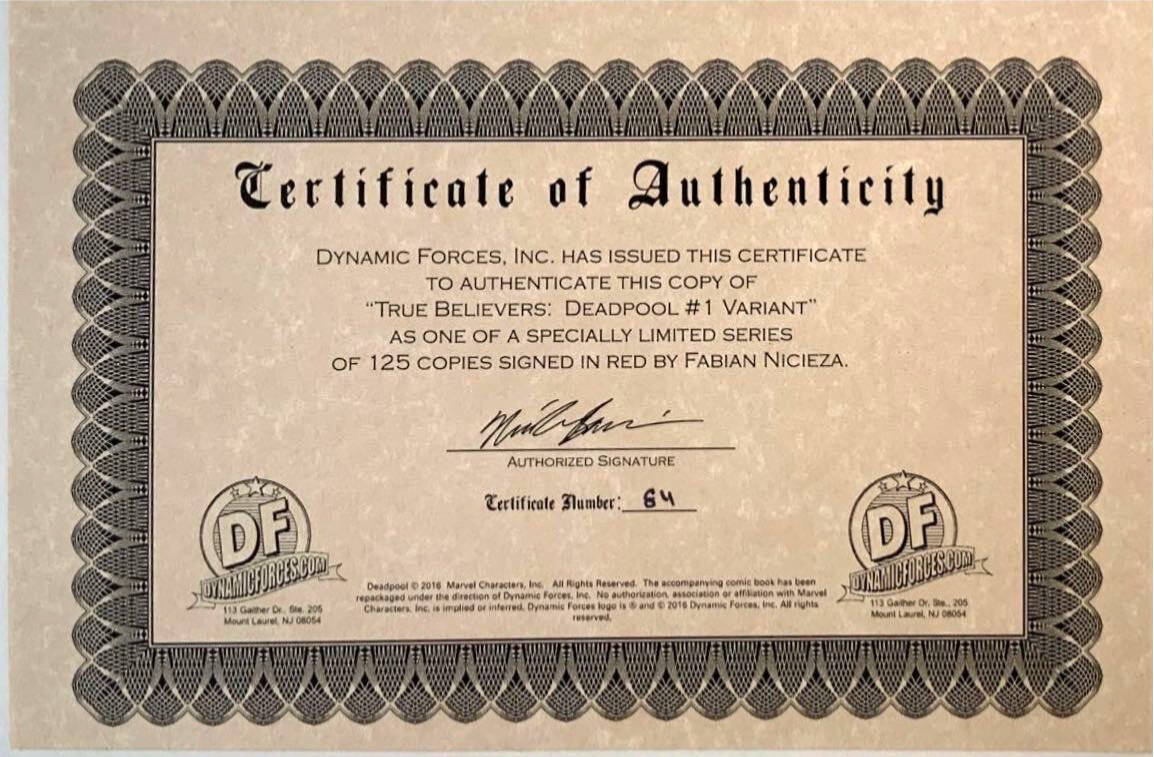 Certificate of Authenticity
DYNAMIC FORCES, INC. HAS ISSUED THIS CERTIFICATE
TO AUTHENTICATE THIS COPY OF
“TRUE BELIEVERS: DEADPOOL #1 VARIANT”
AS ONE OF A SPECIALLY LIMITED SERIES
OF 125 COPIES SIGNED IN RED BY FABIAN NICIEZA.
AUTHORIZED SIGNATURE
Certificate Number: 64
DF
DYNAMICFORCES.COM
113 Gaither Dr., Ste. 205
Mount Laurel, NJ 08054
Deadpool © 2016 Marvel Characters, Inc. All Rights Reserved. The accompanying comic book has been
repackaged under the direction of Dynamic Forces, Inc. No authorization, association or affiliation with Marvel
Characters, Inc. is implied or inferred. Dynamic Forces logo is ® and © 2016 Dynamic Forces, Inc. All rights
reserved.
DF
DYNAMICFORCES.COM
113 Gaither Dr., Ste., 205
Mount Laurel, NJ 08054